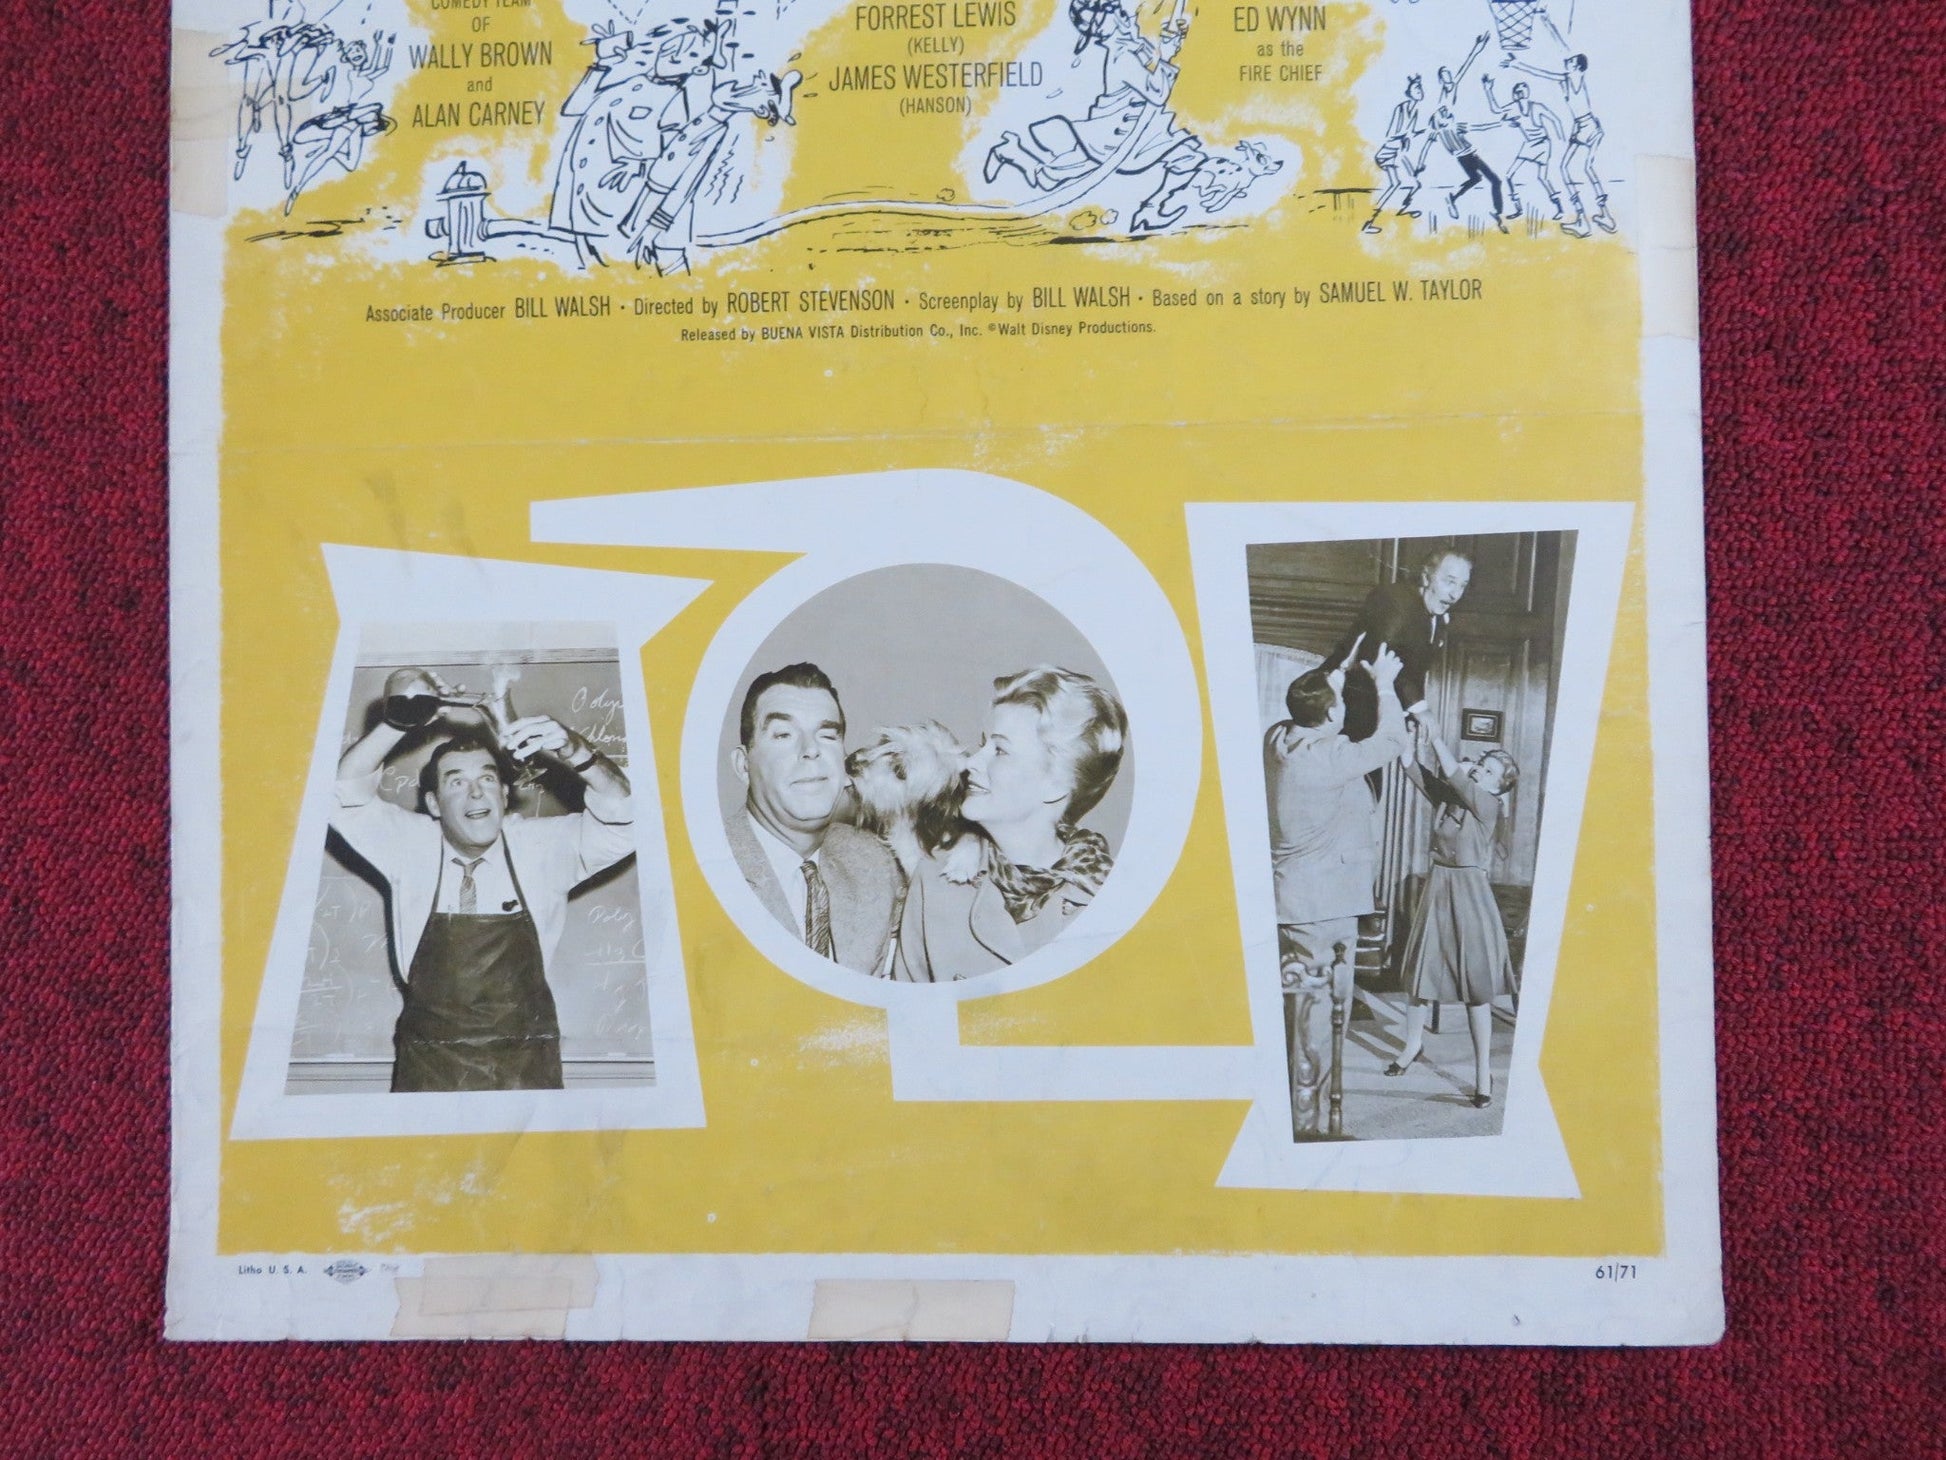 COMEDY TEAM
OF
WALLY BROWN
and
ALAN CARNEY
FORREST LEWIS
(KELLY)
JAMES WESTERFIELD
(HANSON)
ED WYNN
as the
FIRE CHIEF
Associate Producer BILL WALSH • Directed by ROBERT STEVENSON • Screenplay by BILL WALSH • Based on a story by SAMUEL W. TAYLOR
Released by BUENA VISTA Distribution Co., Inc. ©Walt Disney Productions.
Litho U. S. A.
61/71